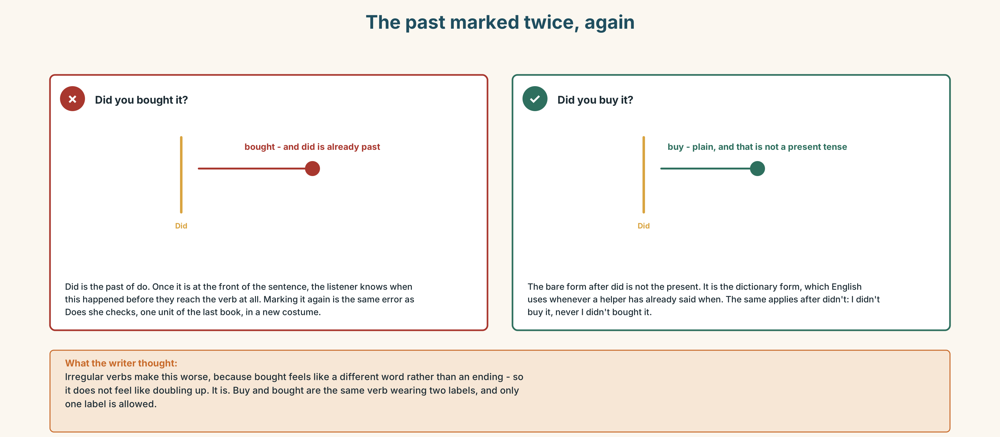 The past marked twice, again
Did you bought it?
bought - and did is already past
Did
Did is the past of do. Once it is at the front of the sentence, the listener knows when
this happened before they reach the verb at all. Marking it again is the same error as
Does she checks, one unit of the last book, in a new costume.
Did you buy it?
buy - plain, and that is not a present tense
Did
The bare form after did is not the present. It is the dictionary form, which English
uses whenever a helper has already said when. The same applies after didn't: I didn't
buy it, never I didn't bought it.
What the writer thought:
Irregular verbs make this worse, because bought feels like a different word rather than an ending - so
it does not feel like doubling up. It is. Buy and bought are the same verb wearing two labels, and only
one label is allowed.